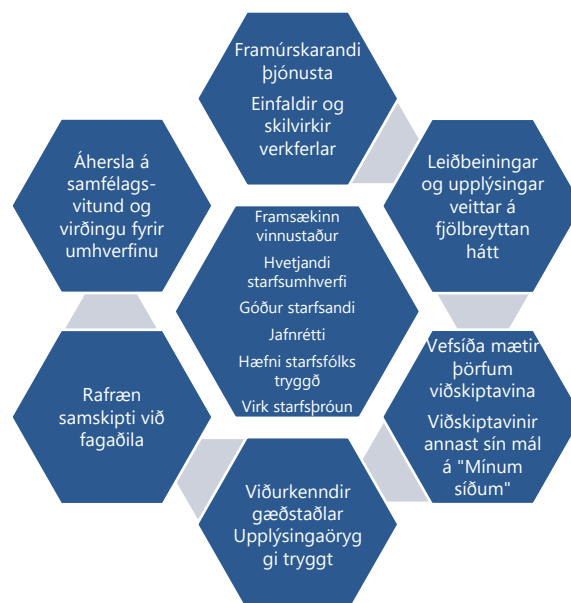 Framúrskarandi
þjónusta
Einfaldir og
skilvirkir
verkferlar
Leiðbeiningar
og upplýsingar
veittar á
fjölbreyttan
hátt
Vefsíða mætir
þörfum
viðskiptavina
Viðskiptavinir
annast sín mál
á "Mínum
síðum"
Viðurkenndir
gæðstaðlar
Upplýsingaöryg
gi tryggt
Rafræn
samskipti við
fagaðila
Áhersla á
samfélags-
vitund og
virðingu fyrir
umhverfinu
Framsækinn
vinnustaður
Hvetjandi
starfsumhverfi
Góður starfsandi
Jafnrétti
Hæfni starfsfólks
tryggð
Virk starfsþróun